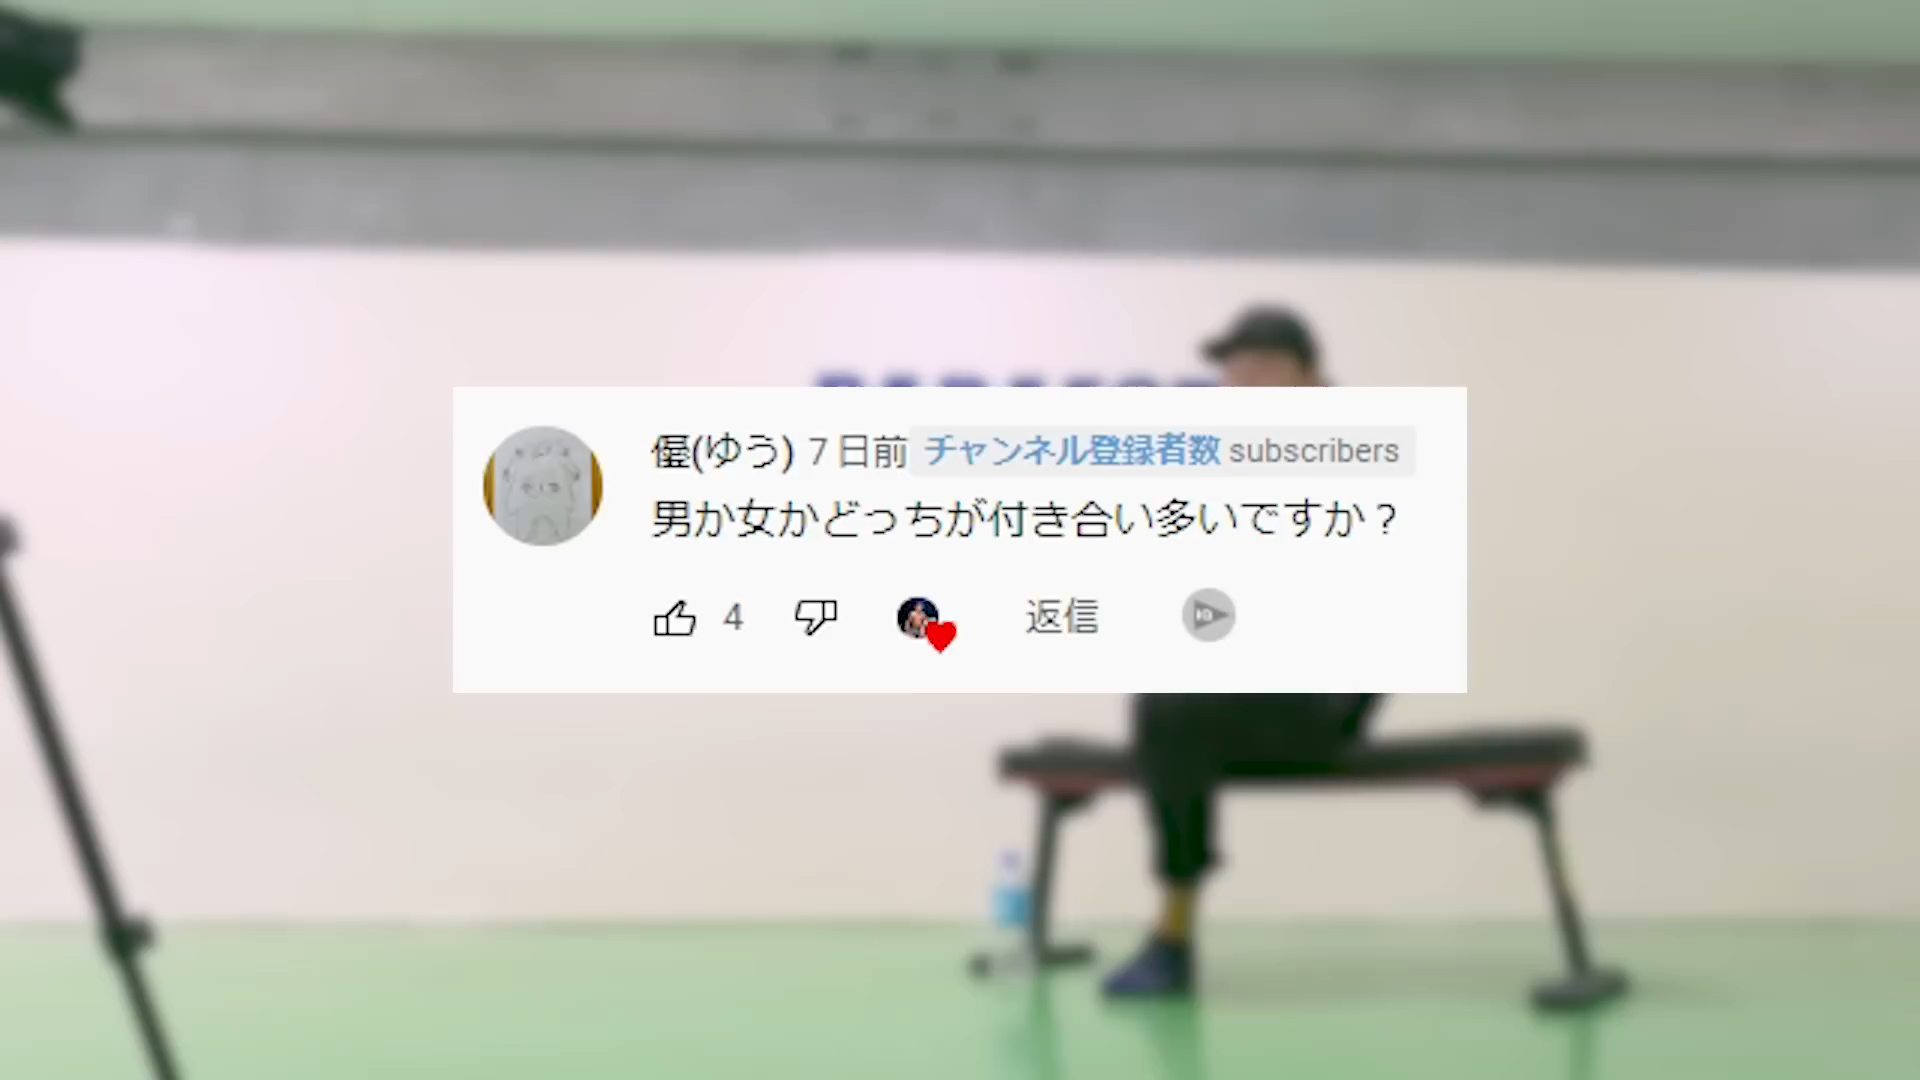 優(ゆう) 7 日前 チャンネル登録者数 subscribers
男か女かどっちが付き合い多いですか？
4 返信